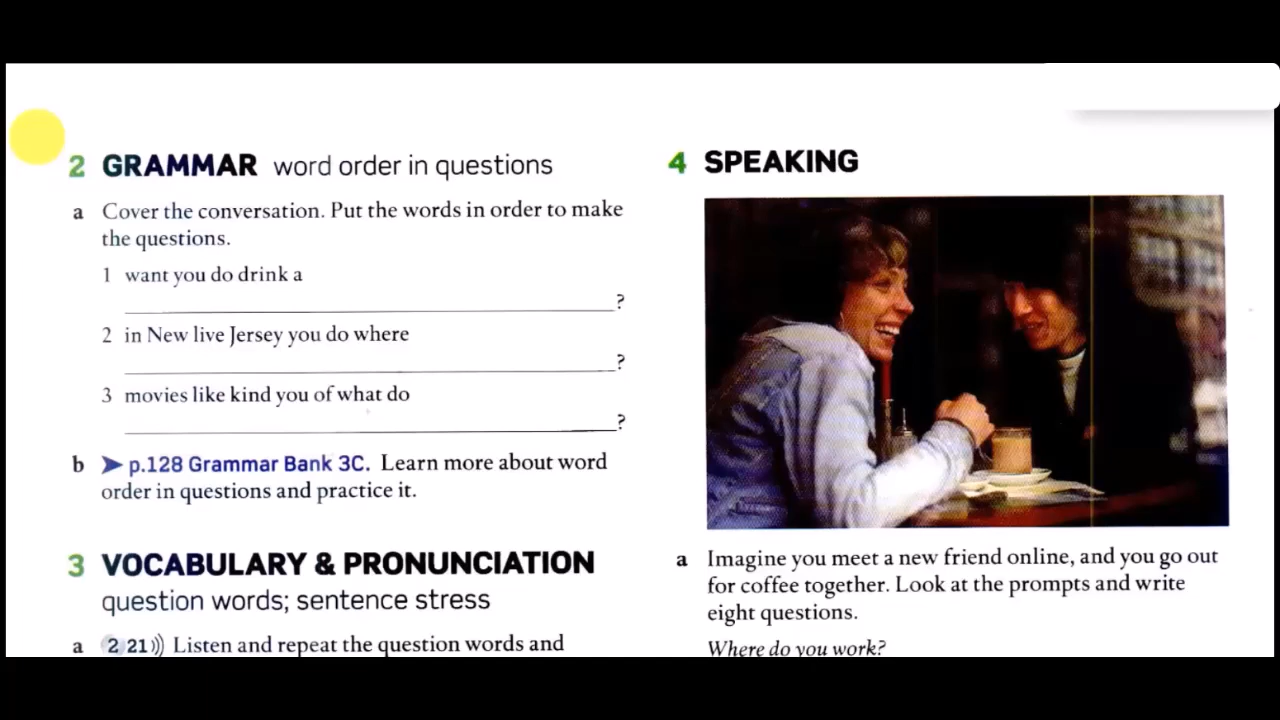 2 GRAMMAR word order in questions
a Cover the conversation. Put the words in order to make
the questions.
1 want you do drink a
?
2 in New live Jersey you do where
?
3 movies like kind you of what do
?
b ➤ p.128 Grammar Bank 3C. Learn more about word
order in questions and practice it.
3 VOCABULARY & PRONUNCIATION
question words; sentence stress
a 2 21))) Listen and repeat the question words and
4 SPEAKING
a Imagine you meet a new friend online, and you go out
for coffee together. Look at the prompts and write
eight questions.
Where do you work?